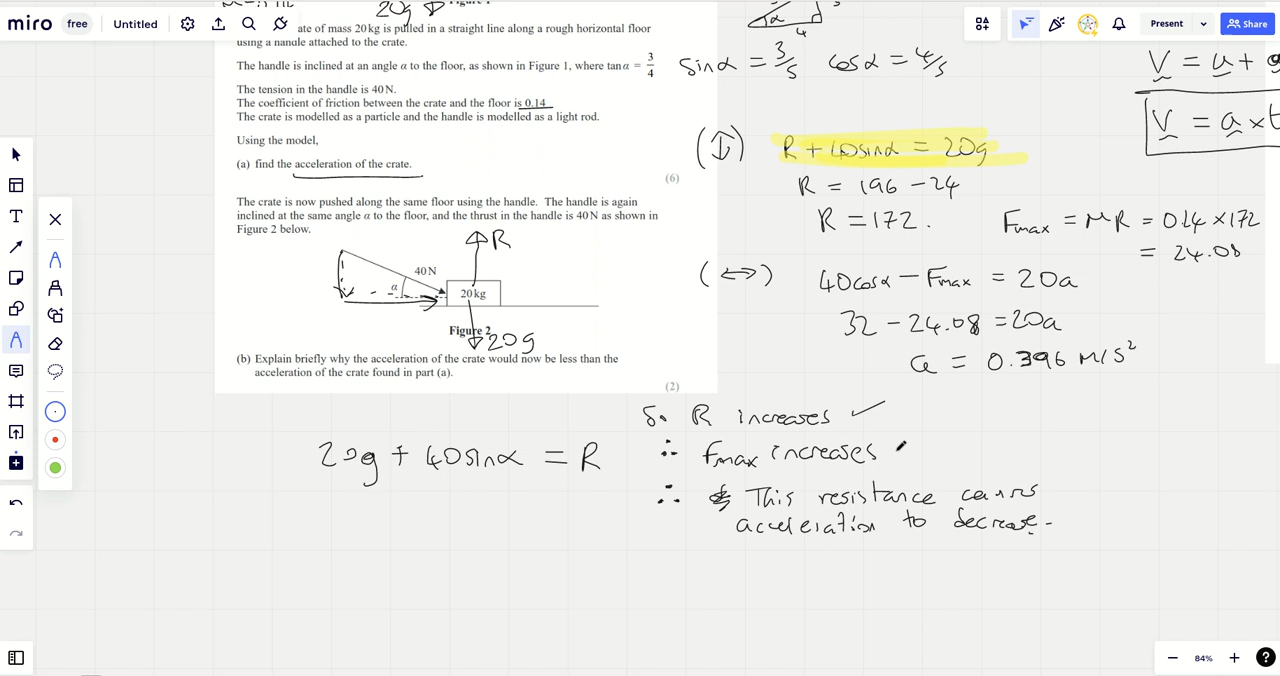 miro free Untitled
Present Share
20g
ate of mass 20 kg is pulled in a straight line along a rough horizontal floor
using a handle attached to the crate.
The handle is inclined at an angle α to the floor, as shown in Figure 1, where tan α = 3/4
The tension in the handle is 40 N.
The coefficient of friction between the crate and the floor is 0.14
The crate is modelled as a particle and the handle is modelled as a light rod.
Using the model,
(a) find the acceleration of the crate.
(6)
The crate is now pushed along the same floor using the handle. The handle is again
inclined at the same angle α to the floor, and the thrust in the handle is 40 N as shown in
Figure 2 below.
R
40 N
α
20 kg
Figure 2
20g
(b) Explain briefly why the acceleration of the crate would now be less than the
acceleration of the crate found in part (a).
(2)
20g + 40sinα = R
α
4
sinα = 3/5 cosα = 4/5
(↕) R + 40sinα = 20g
R = 196 - 24
R = 172.
Fmax = μR = 0.14 × 172
= 24.08
(↔) 40cosα - Fmax = 20a
32 - 24.08 = 20a
a = 0.396 m/s²
So R increases ✓
∴ Fmax increases
∴ This resistance causes
acceleration to decrease.
V = u +
V = a × t
84%